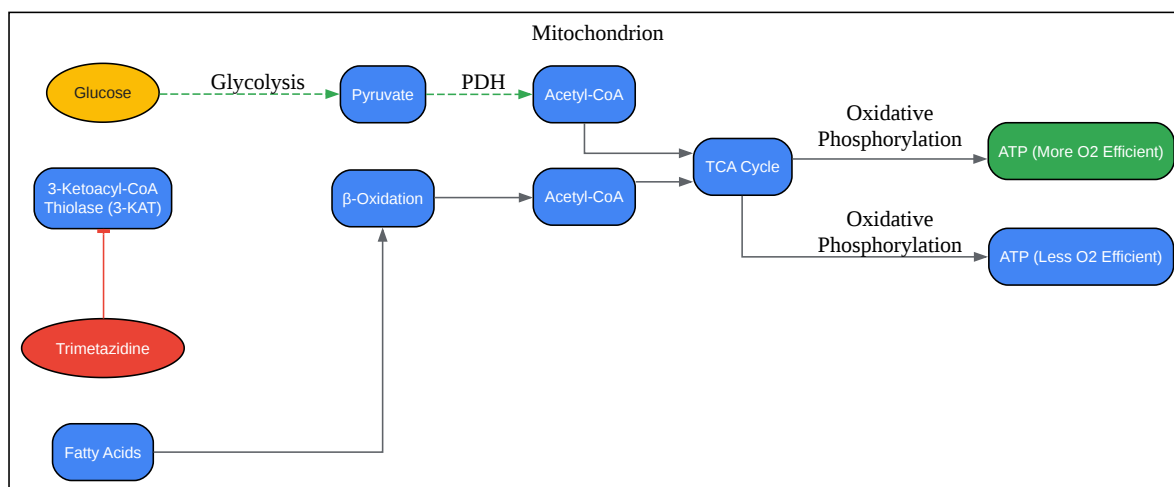 Mitochondrion
Glucose
Glycolysis
Pyruvate
PDH
Acetyl-CoA
Oxidative
Phosphorylation
ATP (More O2 Efficient)
TCA Cycle
3-Ketoacyl-CoA
Thiolase (3-KAT)
β-Oxidation
Acetyl-CoA
Oxidative
Phosphorylation
ATP (Less O2 Efficient)
Trimetazidine
Fatty Acids